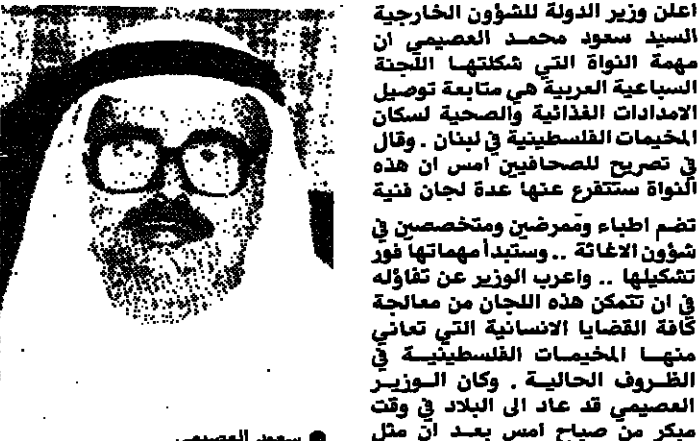 اعلن وزير الدولة للشؤون الخارجية
السيد سعود محمد العصيمي ان
مهمة النواة التي شكلتها اللجنة
السباعية العربية هي متابعة توصيل
الامدادات الغذائية والصحية لسكان
المخيمات الفلسطينية في لبنان . وقال
في تصريح للصحافيين امس ان هذه
النواة ستتفرع عنها عدة لجان فنية
تضم اطباء وممرضين ومتخصصين في
شؤون الاغاثة .. وستبدأ مهماتها فور
تشكيلها .. واعرب الوزير عن تفاؤله
في ان تتمكن هذه اللجان من معالجة
كافة القضايا الانسانية التي تعاني
منها المخيمات الفلسطينية في
الظروف الحالية . وكان الوزير
العصيمي قد عاد الى البلاد في وقت
مبكر من صباح امس بعد ان مثل
● سعود العصيمي